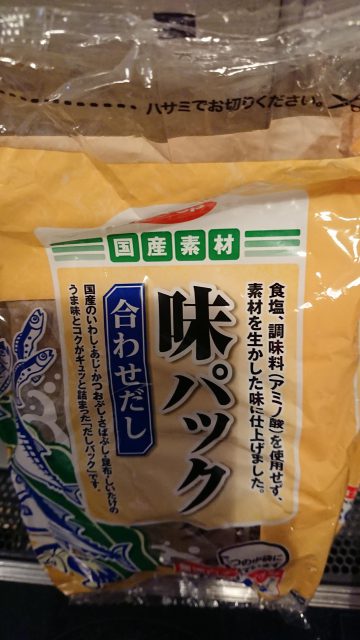 ハサミでお切りください。
国産素材
食塩、調味料(アミノ酸)を使用せず、
素材を生かした味に仕上げました。
味パック
合わせだし
国産のいわし・あじ・かつおぶし・さばぶし・昆布・しいたけの
うま味とコクがギュッと詰まった「だしパック」です。